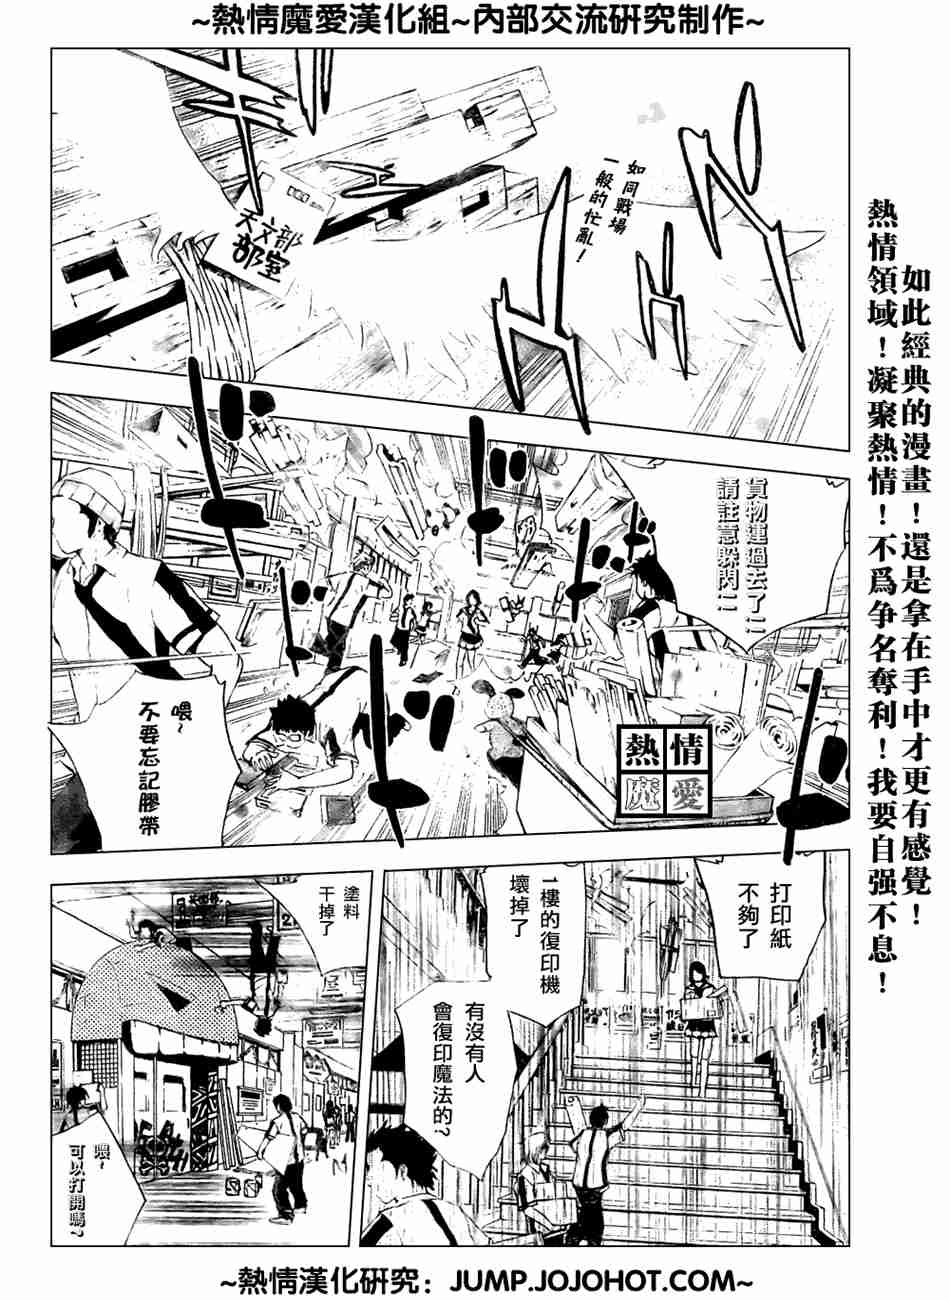 ~熱情魔愛漢化組~內部交流研究制作~
如同戰場
一般的忙亂！
天文部
部室
如此經典的漫畫！還是拿在手中才更有感覺！
熱情領域！凝聚熱情！不爲争名奪利！我要自强不息！
貨物運過去了!!
請註意躲閃!!
喂~
不要忘記膠帶
熱情
魔愛
打印紙
不夠了
1樓的復印機
壞掉了
有沒有人
會復印魔法的?
塗料
干掉了
喂~
可以打開嗎~
~熱情漢化研究：JUMP.JOJOHOT.COM~